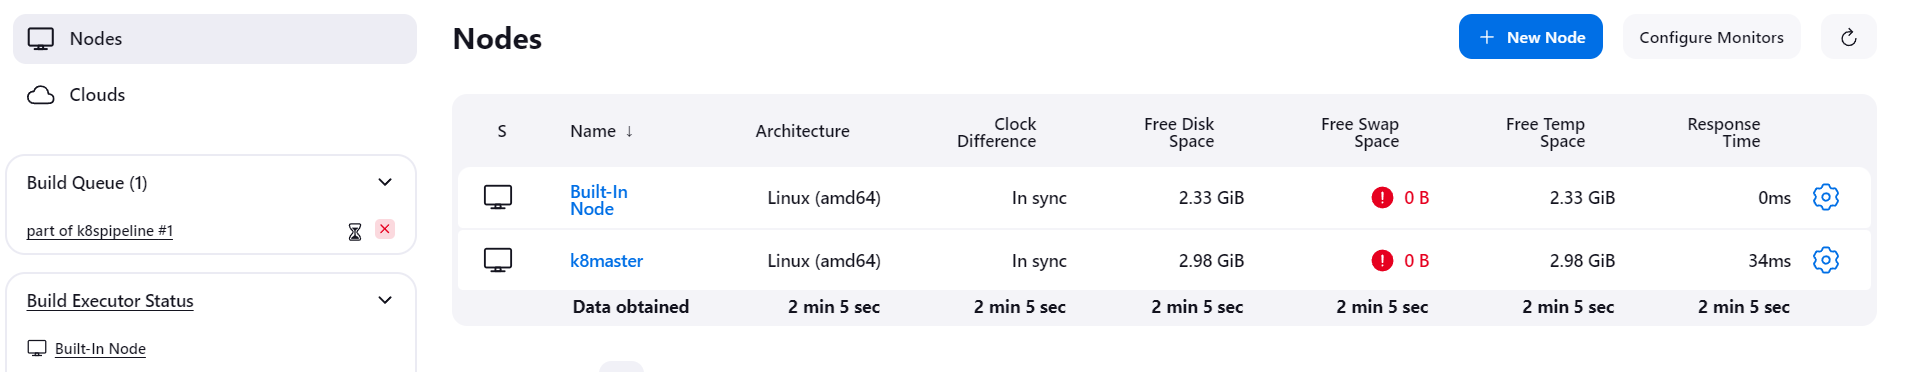 Nodes
Clouds
Build Queue (1)
part of k8spipeline #1
Build Executor Status
Built-In Node
Nodes
+ New Node
Configure Monitors
S
Name ↓
Architecture
Clock
Difference
Free Disk
Space
Free Swap
Space
Free Temp
Space
Response
Time
Built-In
Node
Linux (amd64)
In sync
2.33 GiB
! 0 B
2.33 GiB
0ms
k8master
Linux (amd64)
In sync
2.98 GiB
! 0 B
2.98 GiB
34ms
Data obtained
2 min 5 sec
2 min 5 sec
2 min 5 sec
2 min 5 sec
2 min 5 sec
2 min 5 sec